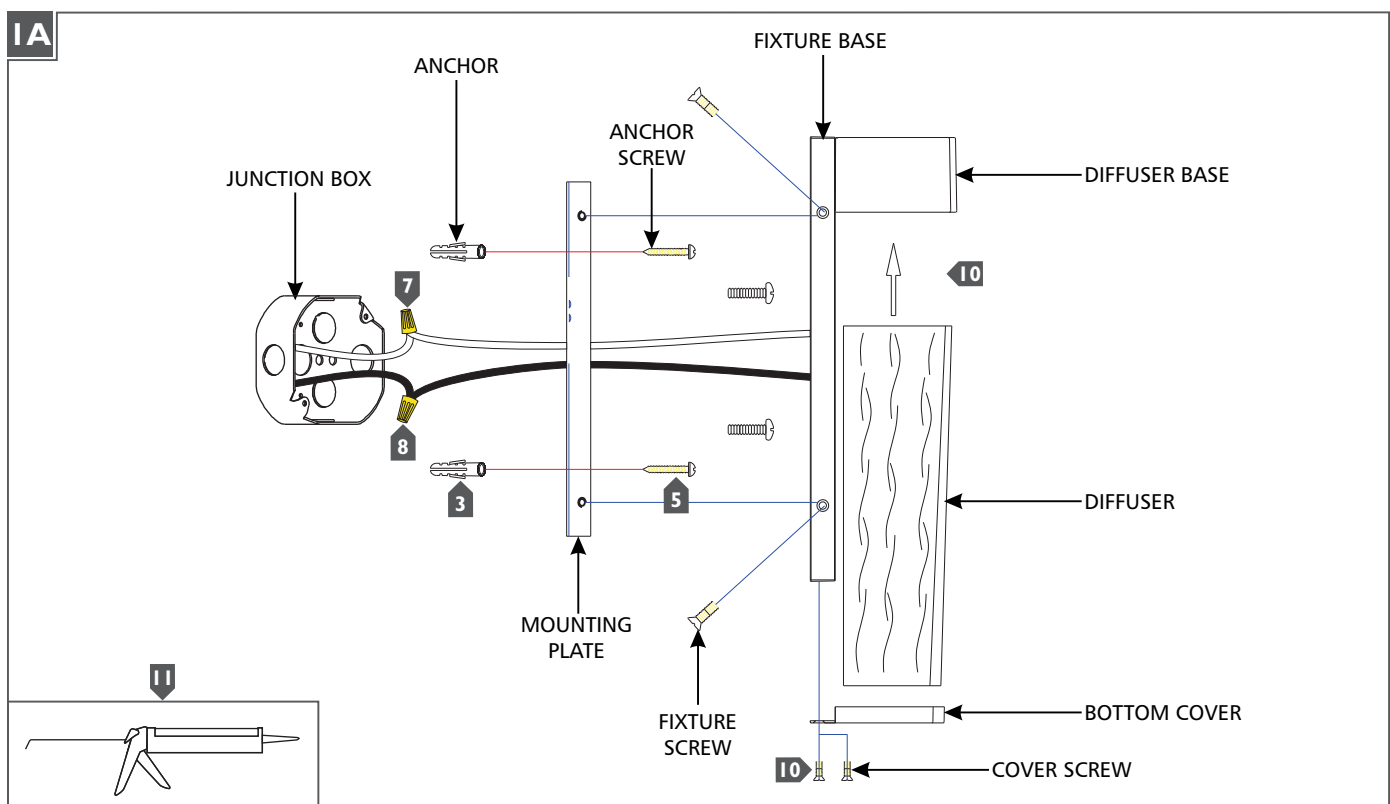 1A
FIXTURE BASE
ANCHOR
ANCHOR
SCREW
JUNCTION BOX
DIFFUSER BASE
10
7
8
3
5
DIFFUSER
MOUNTING
PLATE
11
FIXTURE
SCREW
BOTTOM COVER
10
COVER SCREW